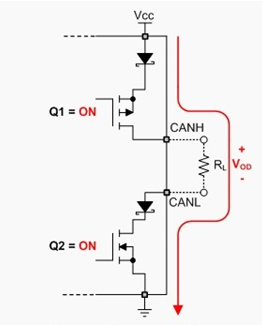 Vcc
Q1 = ON
CANH
+
RL VOD
-
CANL
Q2 = ON